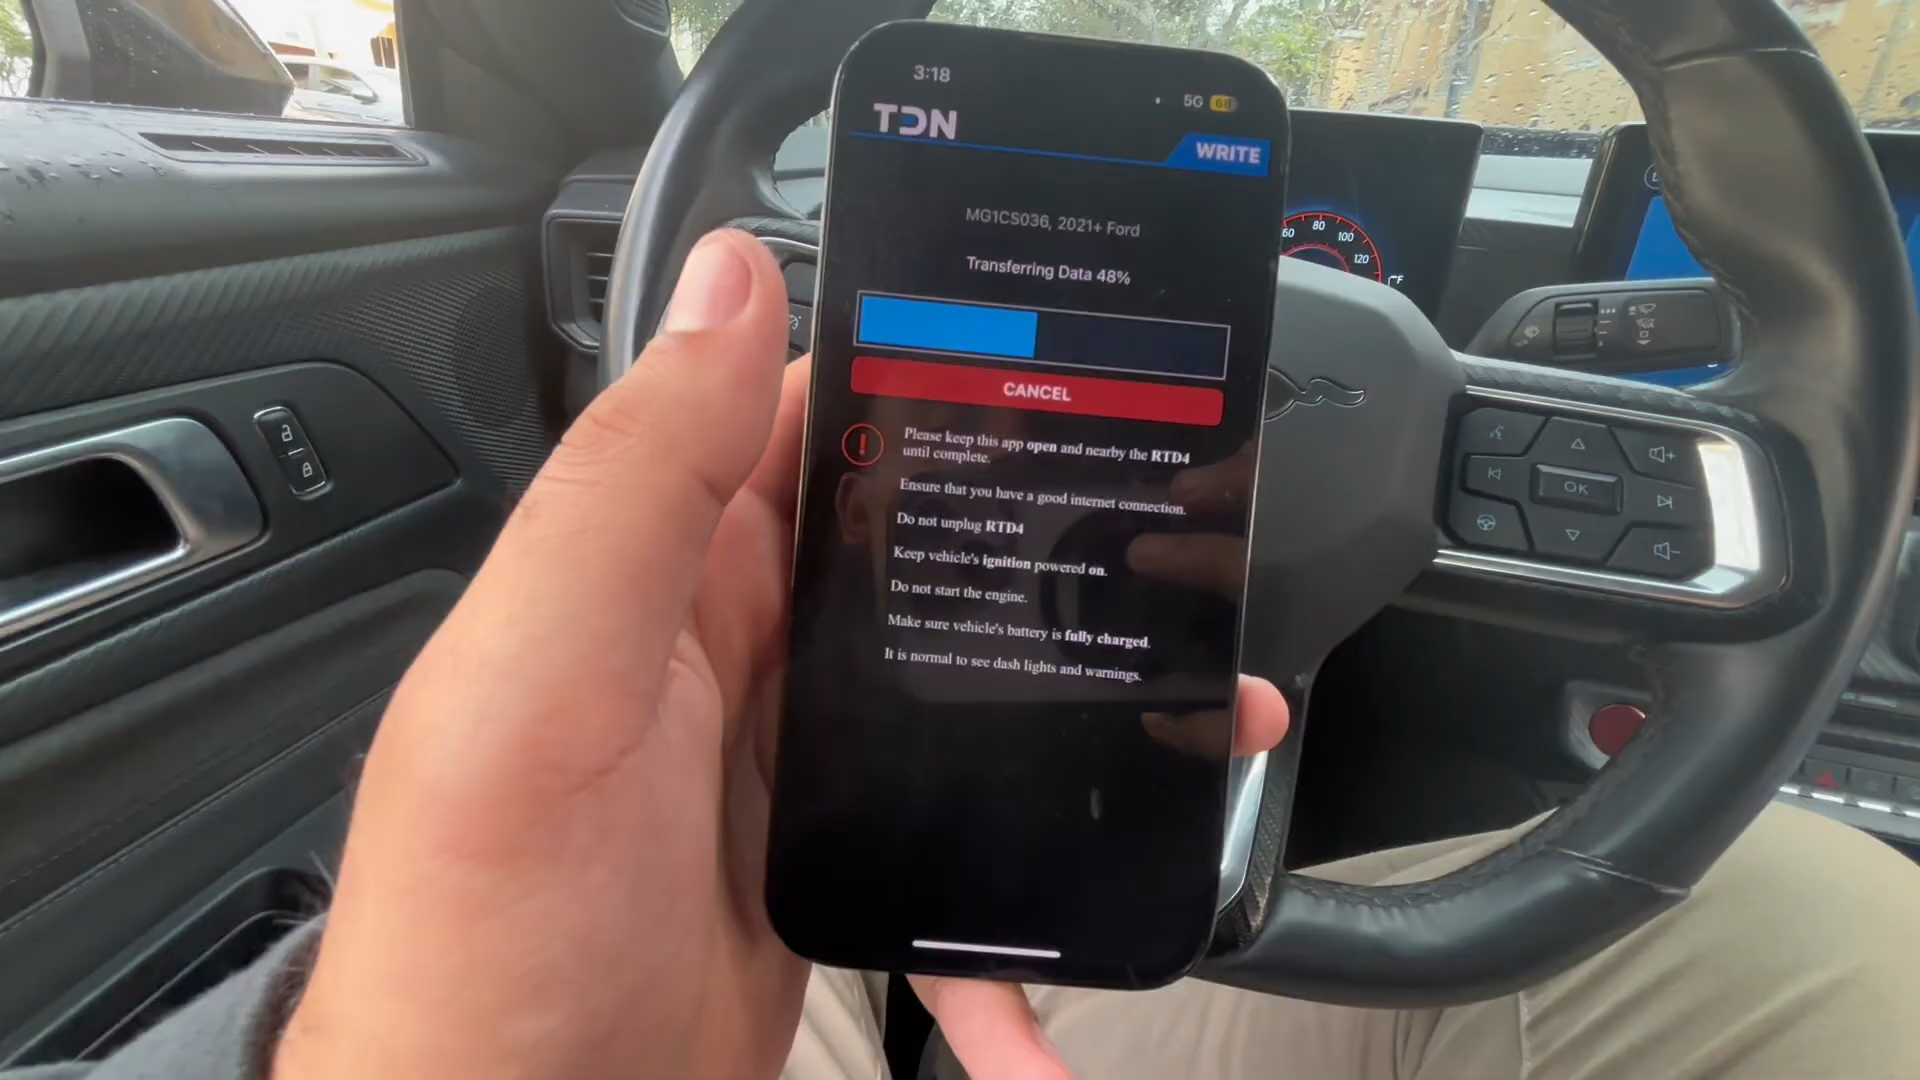 3:18
5G 68
TDN
WRITE
MG1CS036, 2021+ Ford
Transferring Data 48%
CANCEL
Please keep this app open and nearby the RTD4
until complete.
Ensure that you have a good internet connection.
Do not unplug RTD4
Keep vehicle's ignition powered on.
Do not start the engine.
Make sure vehicle's battery is fully charged.
It is normal to see dash lights and warnings.
60 80 100 120
F
OK